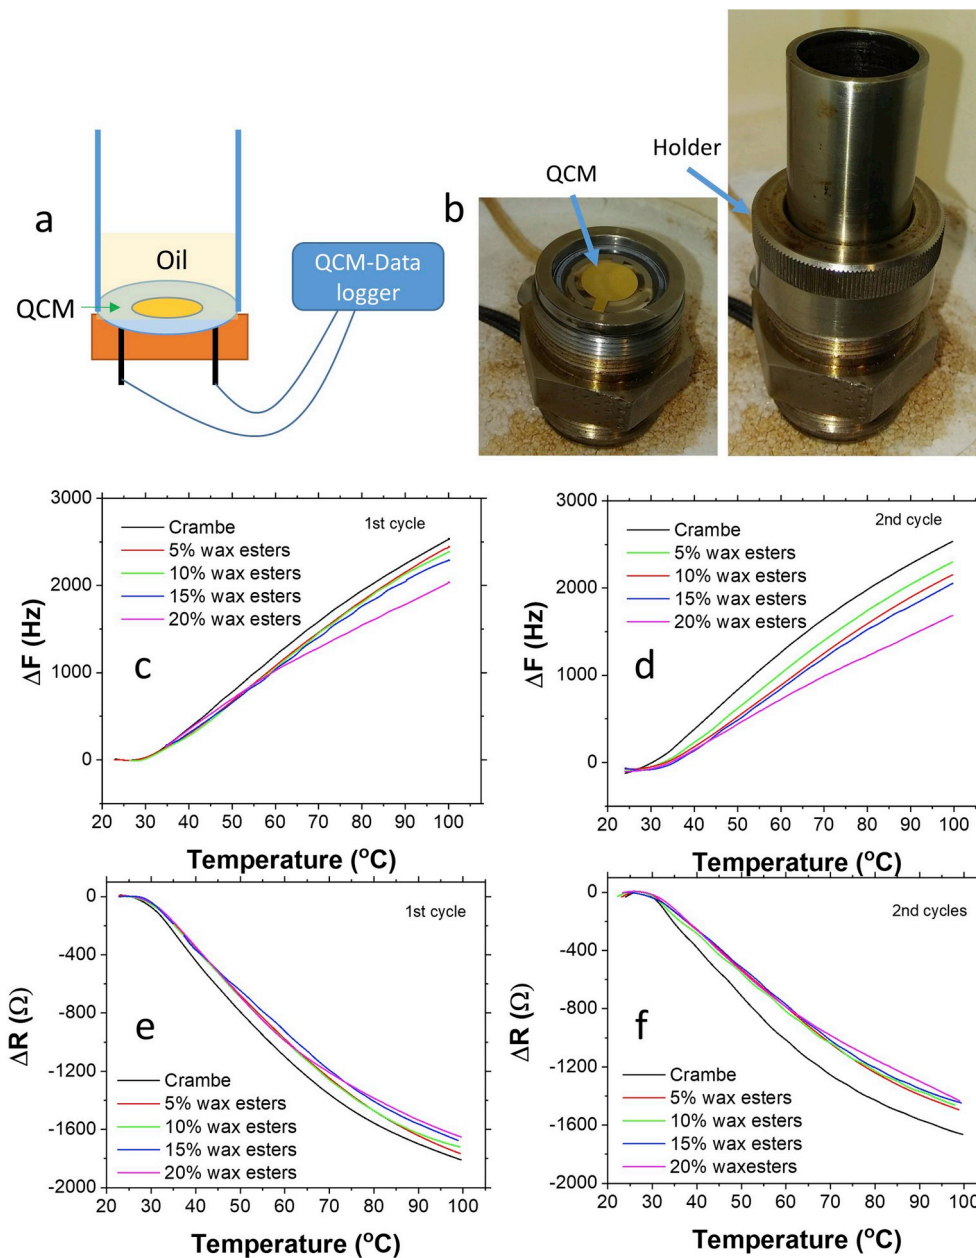 a
Oil
QCM
QCM-Data
logger
b
QCM
Holder
3000
2000
1000
0
ΔF (Hz)
Crambe
5% wax esters
10% wax esters
15% wax esters
20% wax esters
1st cycle
c
20 30 40 50 60 70 80 90 100
Temperature (°C)
3000
2000
1000
0
ΔF (Hz)
Crambe
5% wax esters
10% wax esters
15% wax esters
20% wax esters
2nd cycle
d
20 30 40 50 60 70 80 90 100
Temperature (°C)
0
-400
-800
-1200
-1600
-2000
ΔR (Ω)
1st cycle
e
Crambe
5% wax esters
10% wax esters
15% wax esters
20% wax esters
20 30 40 50 60 70 80 90 100
Temperature (°C)
0
-400
-800
-1200
-1600
-2000
ΔR (Ω)
2nd cycles
f
Crambe
5% wax esters
10% wax esters
15% wax esters
20% waxesters
20 30 40 50 60 70 80 90 100
Temperature (°C)